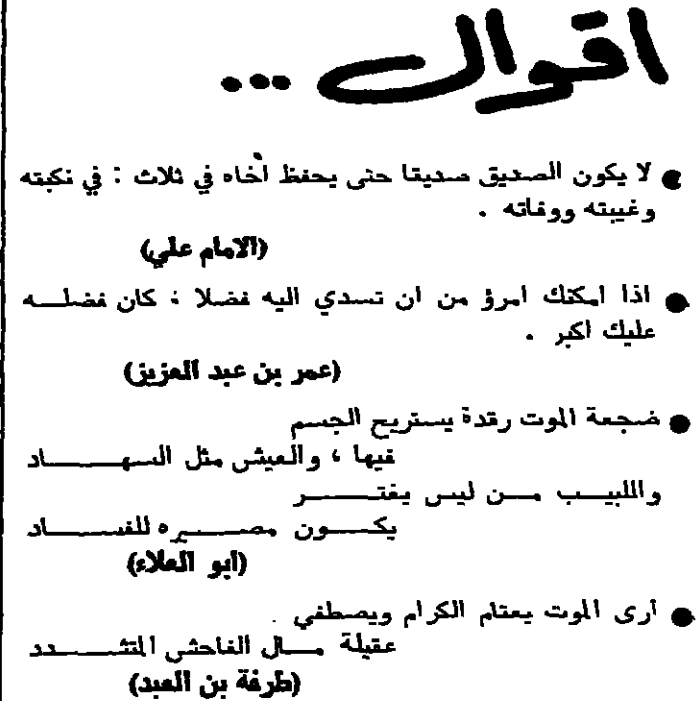 اقوال ...
● لا يكون الصديق صديقا حتى يحفظ أخاه في ثلاث : في نكبته
وغيبته ووفاته .
(الامام علي)
● اذا امكنك امرؤ من ان تسدي اليه فضلا ، كان فضله
عليك اكبر .
(عمر بن عبد العزيز)
● ضجعة الموت رقدة يستريح الجسم
فيها ، والعيش مثل السهاد
واللبيب من ليس يغتر
يكون مصيره للفساد
(ابو العلاء)
● أرى الموت يعتام الكرام ويصطفي
عقيلة مال الفاحش المتشدد
(طرفة بن العبد)